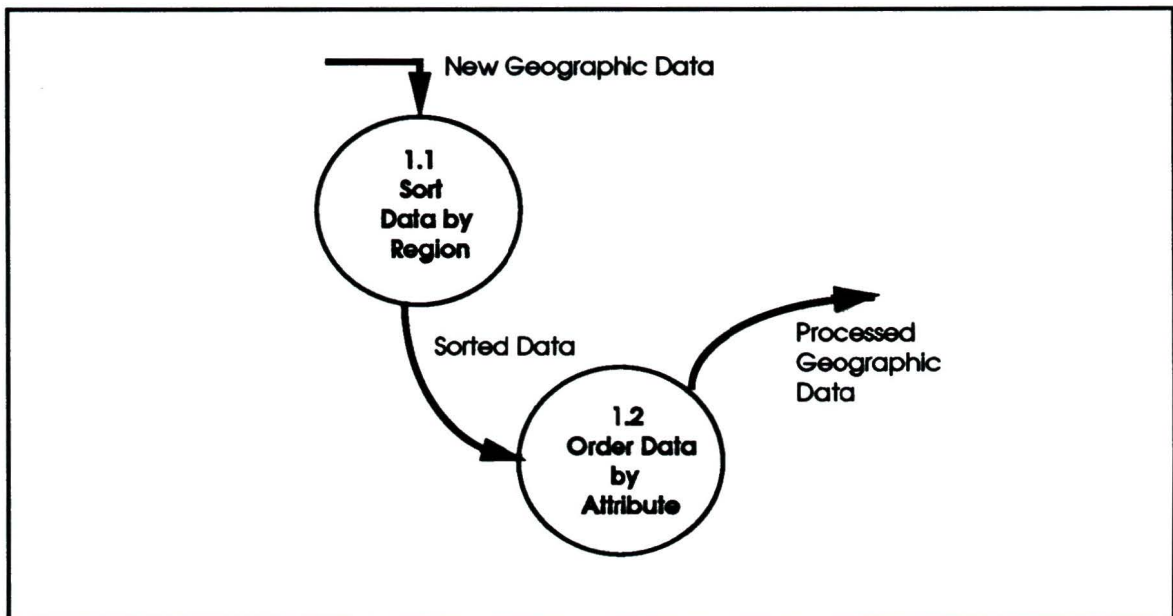 New Geographic Data
1.1
Sort
Data by
Region
Sorted Data
Processed
Geographic
Data
1.2
Order Data
by
Attribute